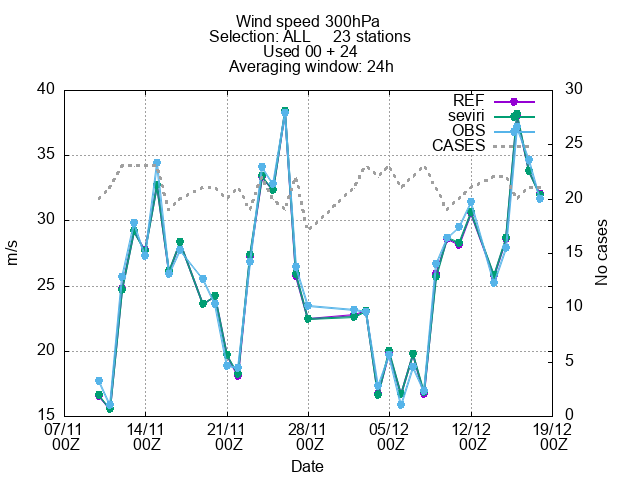 Wind speed 300hPa
Selection: ALL 23 stations
Used 00 + 24
Averaging window: 24h
40 30
REF
seviri
OBS
CASES
35 25
30 20
25 15
20 10
5
15 0
m/s
No cases
07/11 14/11 21/11 28/11 05/12 12/12 19/12
00Z 00Z 00Z 00Z 00Z 00Z 00Z
Date